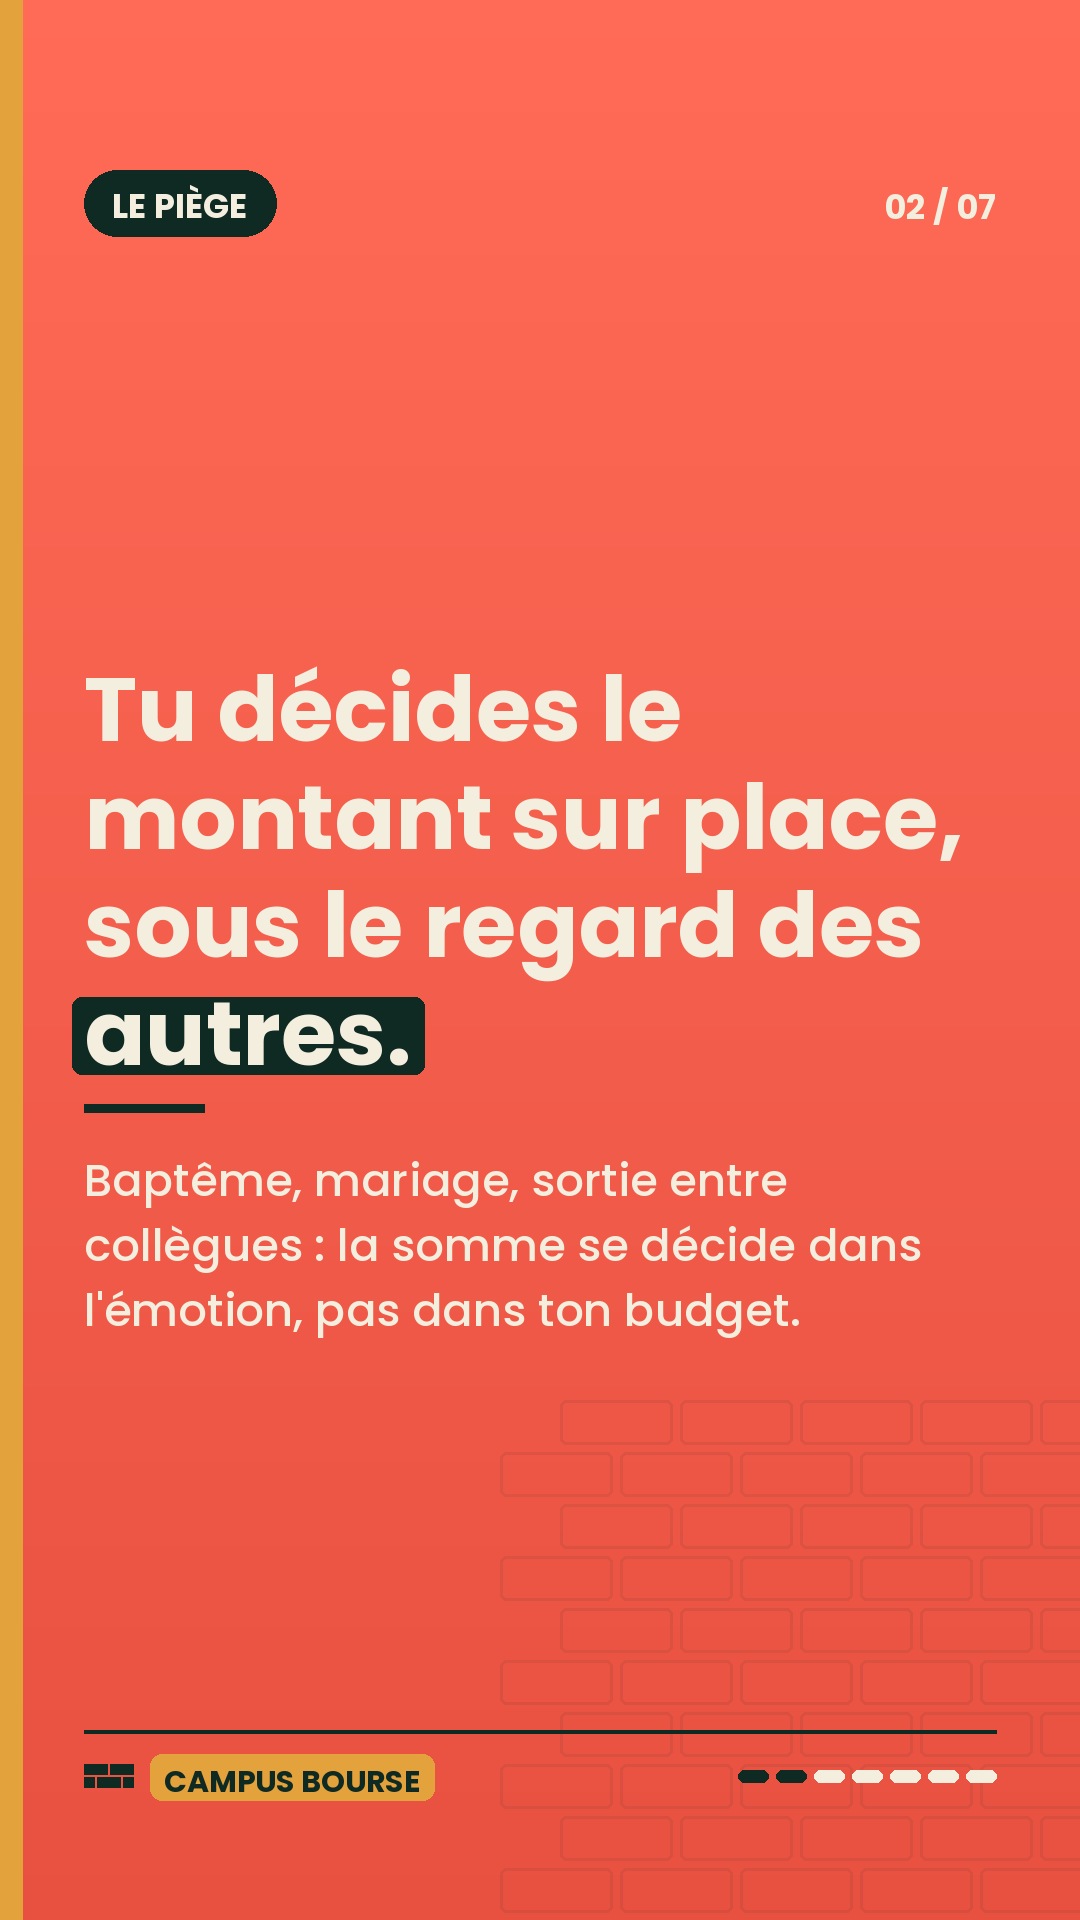 LE PIÈGE
02 / 07
Tu décides le
montant sur place,
sous le regard des
autres.
Baptême, mariage, sortie entre
collègues : la somme se décide dans
l'émotion, pas dans ton budget.
CAMPUS BOURSE